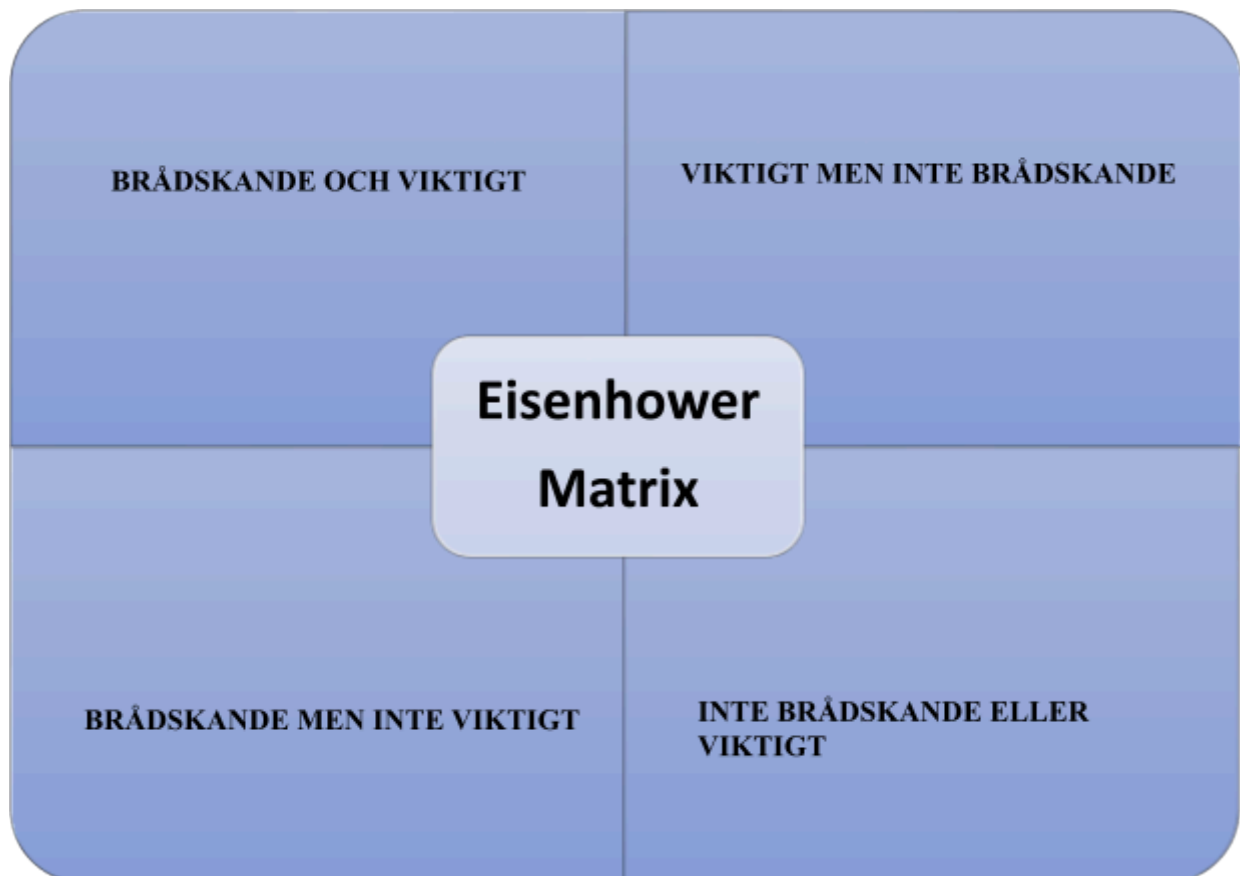 BRÅDSKANDE OCH VIKTIGT
VIKTIGT MEN INTE BRÅDSKANDE
Eisenhower
Matrix
BRÅDSKANDE MEN INTE VIKTIGT
INTE BRÅDSKANDE ELLER
VIKTIGT